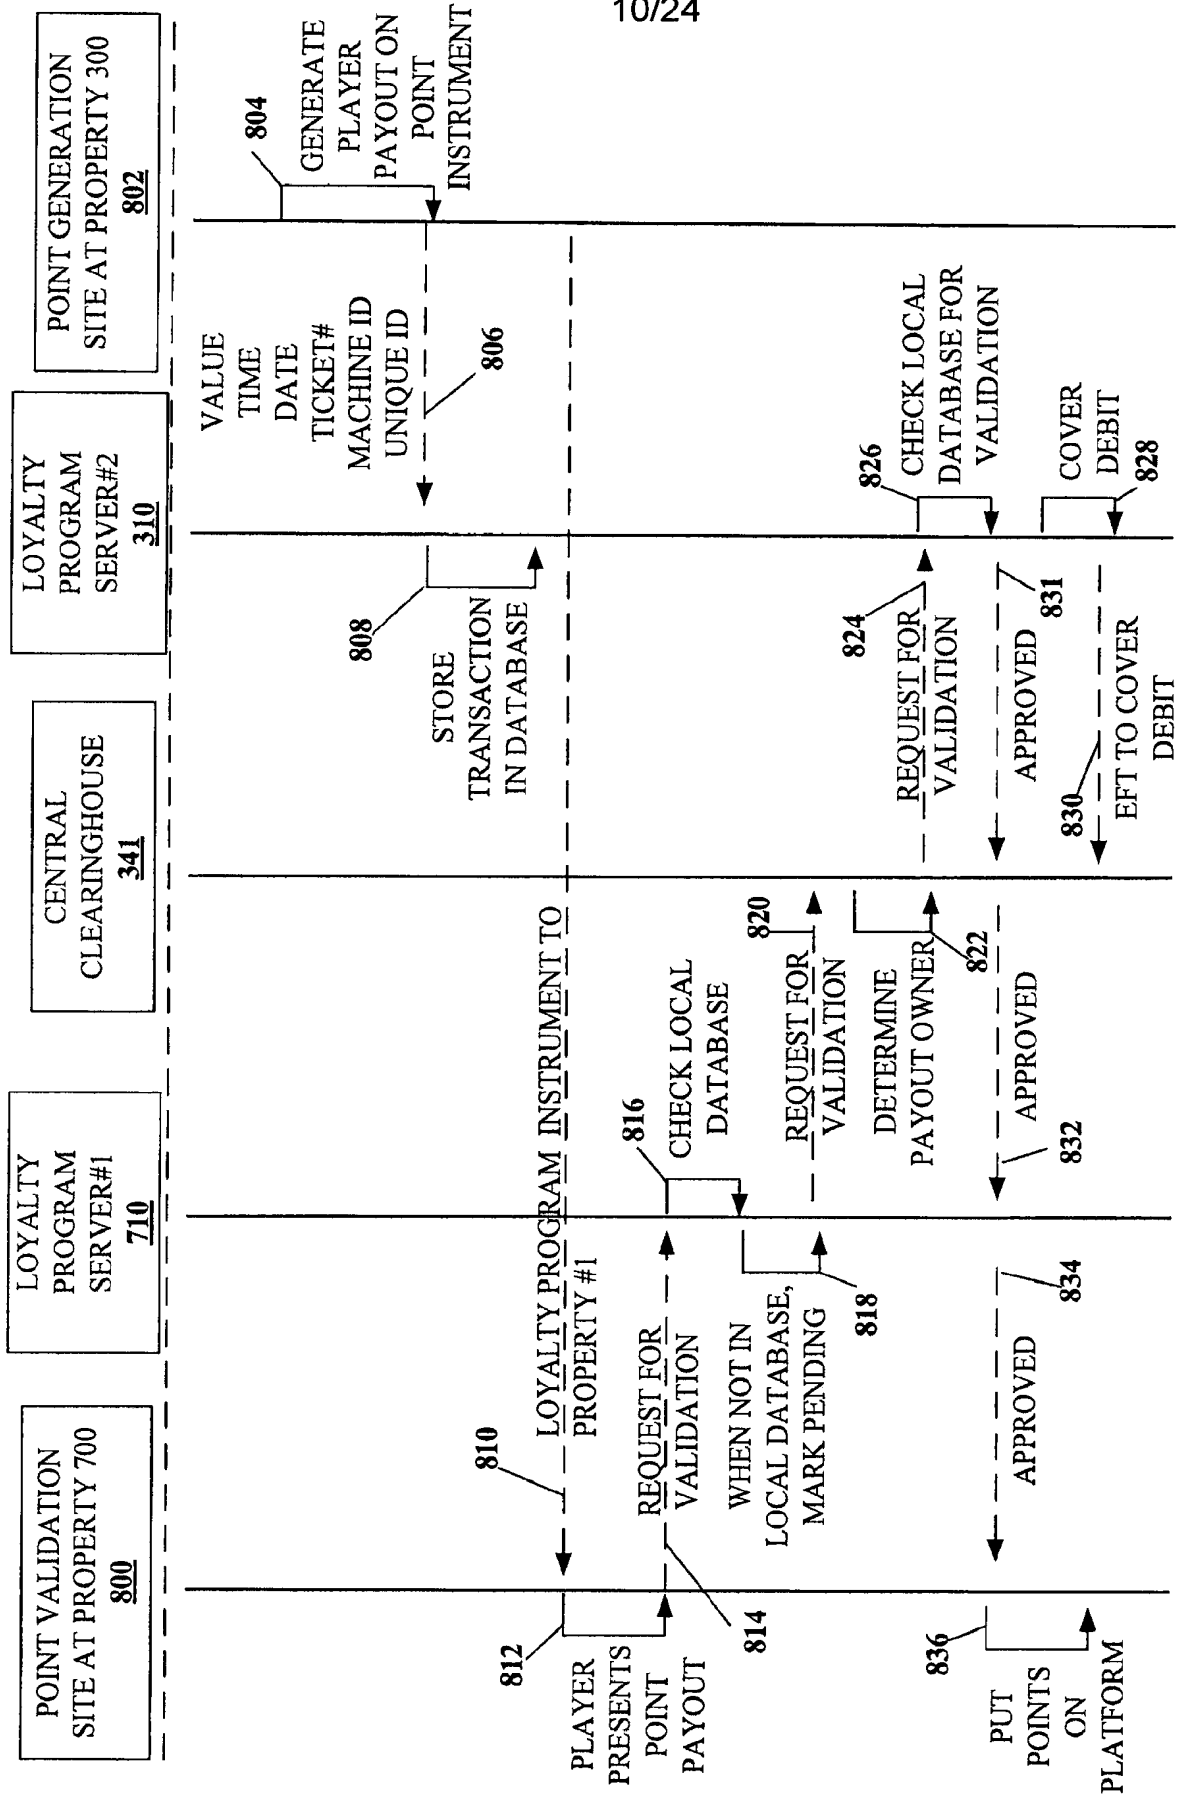 10/24
POINT VALIDATION
SITE AT PROPERTY 700
800
LOYALTY
PROGRAM
SERVER#1
710
CENTRAL
CLEARINGHOUSE
341
LOYALTY
PROGRAM
SERVER#2
310
POINT GENERATION
SITE AT PROPERTY 300
802
804
GENERATE
PLAYER
PAYOUT ON
POINT
INSTRUMENT
VALUE
TIME
DATE
TICKET#
MACHINE ID
UNIQUE ID
806
808
STORE
TRANSACTION
IN DATABASE
810
LOYALTY PROGRAM INSTRUMENT TO
PROPERTY #1
812
PLAYER
PRESENTS
POINT
PAYOUT
814
REQUEST FOR
VALIDATION
816
CHECK LOCAL
DATABASE
818
WHEN NOT IN
LOCAL DATABASE,
MARK PENDING
820
REQUEST FOR
VALIDATION
822
DETERMINE
PAYOUT OWNER
824
REQUEST FOR
VALIDATION
826
CHECK LOCAL
DATABASE FOR
VALIDATION
828
COVER
DEBIT
831
APPROVED
830
EFT TO COVER
DEBIT
832
APPROVED
834
APPROVED
836
PUT
POINTS
ON
PLATFORM